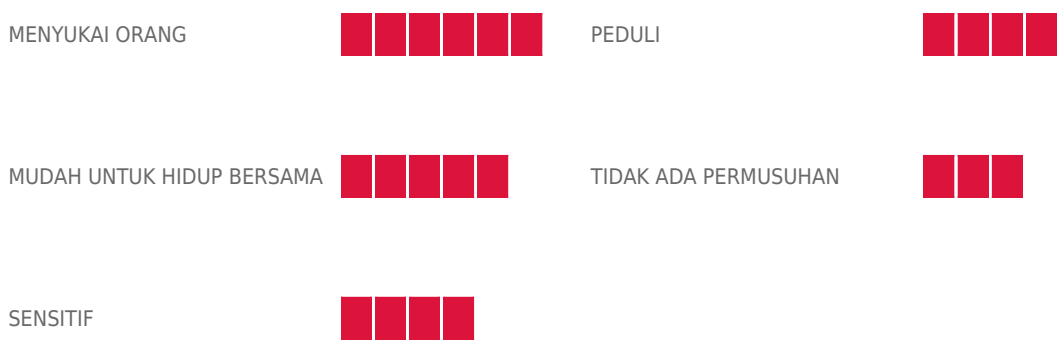 MENYUKAI ORANG
PEDULI
MUDAH UNTUK HIDUP BERSAMA
TIDAK ADA PERMUSUHAN
SENSITIF